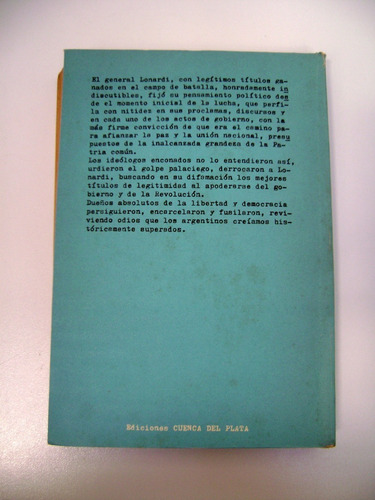 El general Lonardi, con legítimos títulos ga-
nados en el campo de batalla, honradamente in
discutibles, fijó su pensamiento político des
de el momento inicial de la lucha, que perfi-
la con nitidez en sus proclamas, discursos y
en cada uno de los actos de gobierno, con la
más firme convicción de que era el camino pa-
ra afianzar la paz y la unión nacional, presu
puestos de la inalcanzada grandeza de la Pa-
tria común.
Los ideólogos enconados no lo entendieron así,
urdieron el golpe palaciego, derrocaron a Lo-
nardi, buscando en su difamación los mejores
títulos de legitimidad al apoderarse del go-
bierno y de la Revolución.
Dueños absolutos de la libertad y democracia
persiguieron, encarcelaron y fusilaron, revi-
viendo odios que los argentinos creíamos his-
tóricamente superados.
Ediciones CUENCA DEL PLATA